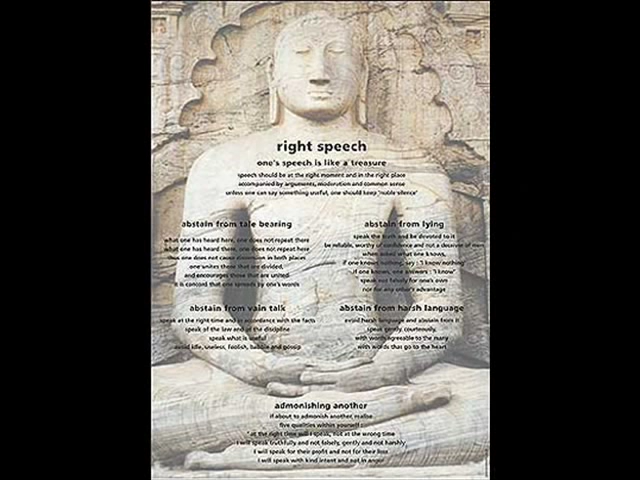 right speech
one's speech is like a treasure
speech should be at the right moment and in the right place
accompanied by arguments, moderation and common sense
unless one can say something useful, one should keep 'noble silence'
abstain from tale bearing
what one has heard here, one does not repeat there
what one has heard there, one does not repeat here
thus one does not cause dissension in both places
one unites those that are divided,
and encourages those that are united
it is concord that one spreads by one's words
abstain from lying
speak the truth and be devoted to it
be reliable, worthy of confidence and not a deceiver of men
when asked what one knows,
if one knows nothing, say : 'I know nothing'
if one knows, one answers : 'I know'
speak not falsely for one's own
nor for any other's advantage
abstain from vain talk
speak at the right time and in accordance with the facts
speak of the law and of the discipline
speak what is useful
avoid idle, useless, foolish, babble and gossip
abstain from harsh language
avoid harsh language and abstain from it
speak gently, courteously,
with words agreeable to the many
with words that go to the heart
admonishing another
if about to admonish another, realise
five qualities within yourself :
'at the right time will I speak, not at the wrong time
I will speak truthfully and not falsely, gently and not harshly
I will speak for their profit and not for their loss
I will speak with kind intent and not in anger